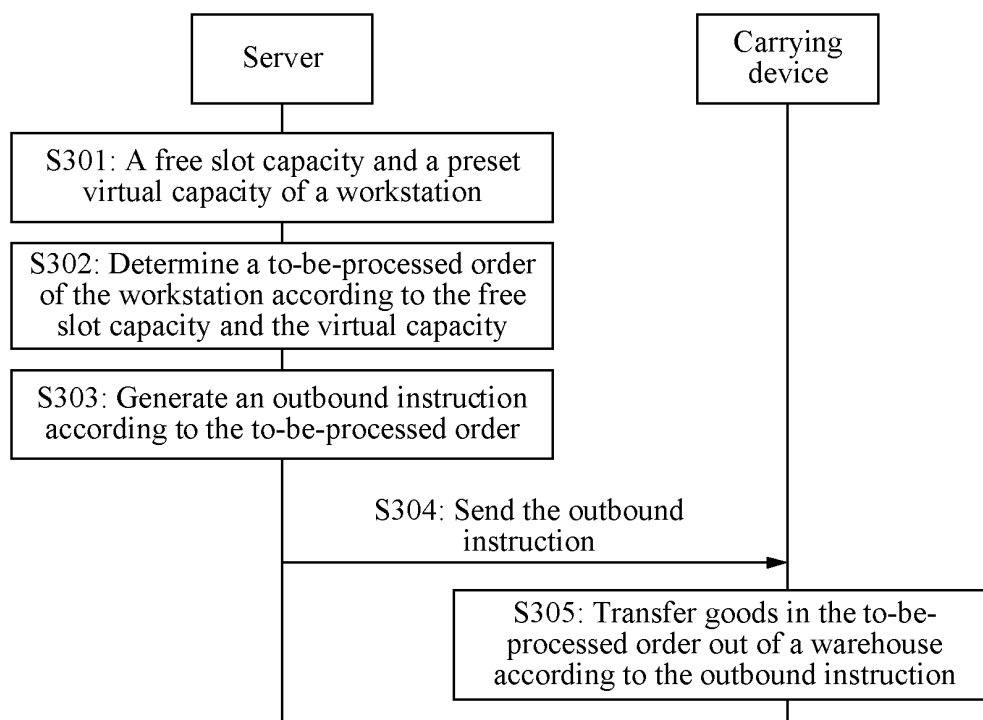 Server
Carrying
device
S301: A free slot capacity and a preset
virtual capacity of a workstation
S302: Determine a to-be-processed order
of the workstation according to the free
slot capacity and the virtual capacity
S303: Generate an outbound instruction
according to the to-be-processed order
S304: Send the outbound
instruction
S305: Transfer goods in the to-be-
processed order out of a warehouse
according to the outbound instruction